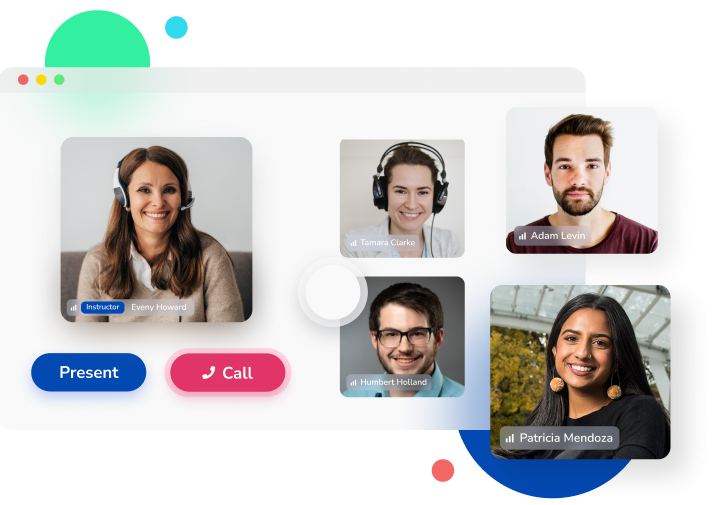 Instructor Eveny Howard
Present
Call
Tamara Clarke
Adam Levin
Humbert Holland
Patricia Mendoza